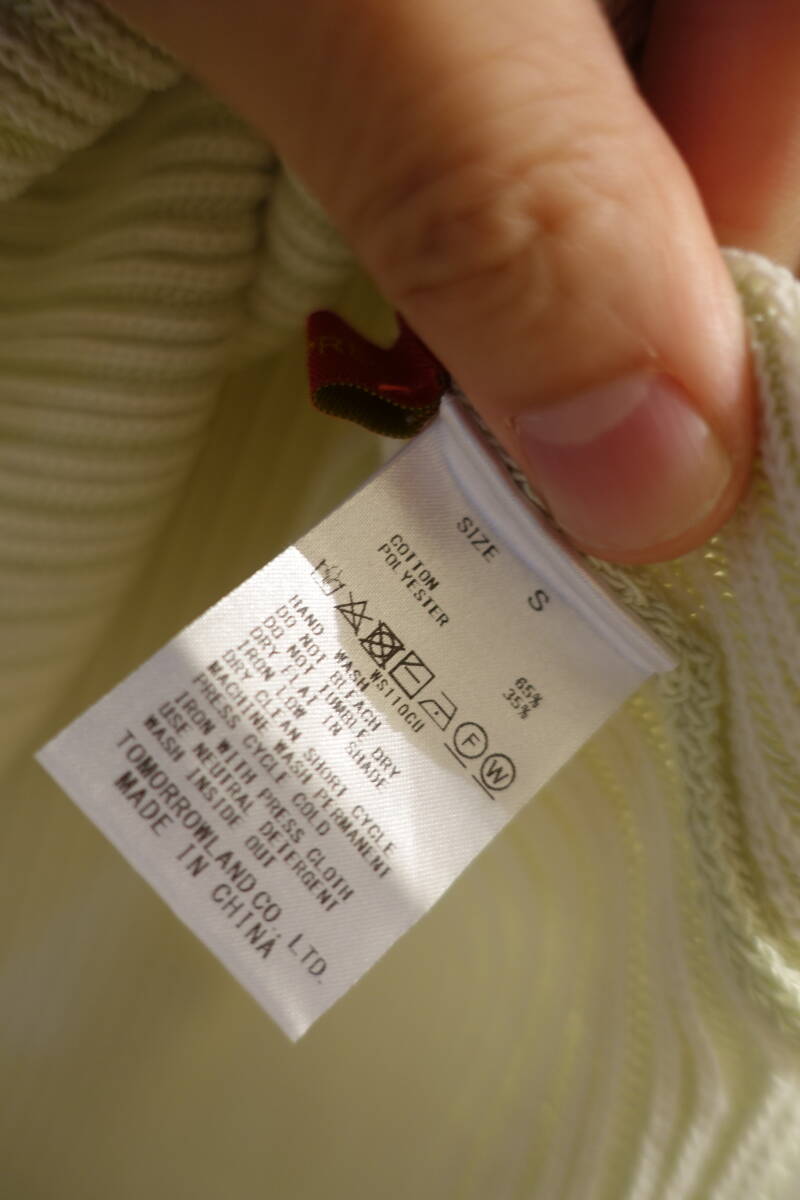 SIZE S
COTTON 65%
POLYESTER 35%
F W
HAND WASH WS110CU
DO NOT BLEACH
DO NOT TUMBLE DRY
DRY FLAT IN SHADE
IRON LOW
DRY CLEAN SHORT CYCLE
MACHINE WASH PERMANENT
PRESS CYCLE COLD
IRON WITH PRESS CLOTH
USE NEUTRAL DETERGENT
WASH INSIDE OUT
TOMORROWLAND CO., LTD.
MADE IN CHINA